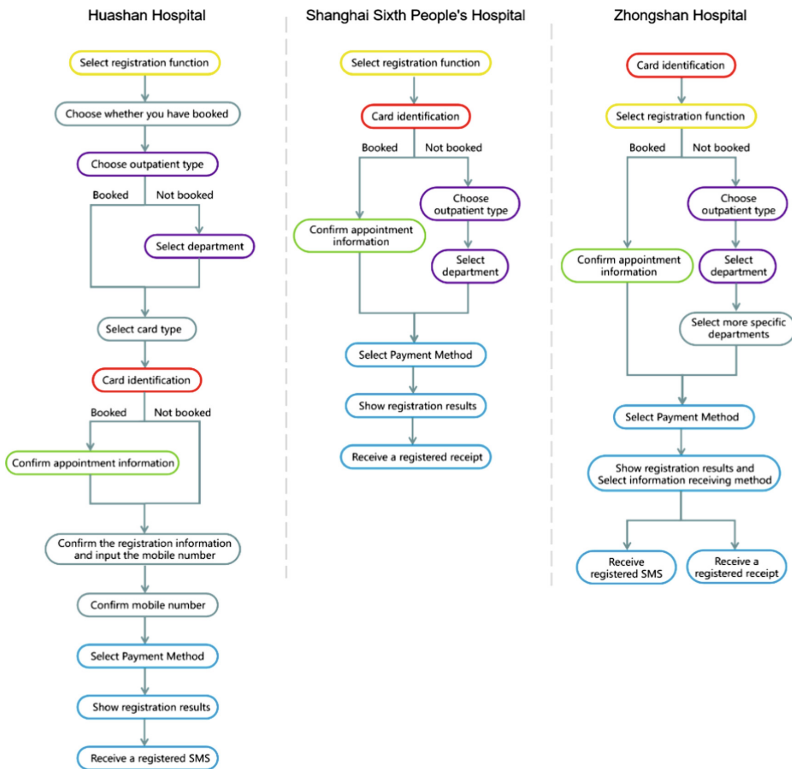 Huashan Hospital
Select registration function
Choose whether you have booked
Choose outpatient type
Booked
Not booked
Select department
Select card type
Card identification
Booked
Not booked
Confirm appointment information
Confirm the registration information
and input the mobile number
Confirm mobile number
Select Payment Method
Show registration results
Receive a registered SMS
Shanghai Sixth People's Hospital
Select registration function
Card identification
Booked
Not booked
Choose
outpatient type
Confirm appointment
information
Select
department
Select Payment Method
Show registration results
Receive a registered receipt
Zhongshan Hospital
Card identification
Select registration function
Booked
Not booked
Choose
outpatient type
Confirm appointment
information
Select
department
Select more specific
departments
Select Payment Method
Show registration results and
Select information receiving method
Receive
registered SMS
Receive a
registered receipt